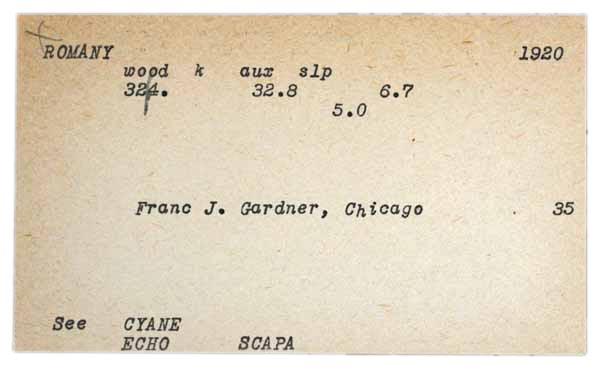 ROMANY 1920
wood k aux slp
324. 32.8 6.7
5.0
Franc J. Gardner, Chicago 35
See CYANE
ECHO SCAPA